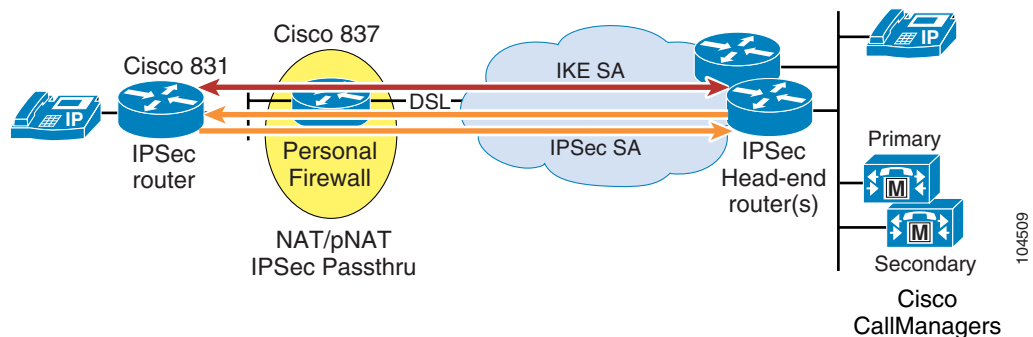 Cisco 837
Cisco 831
IKE SA
IP
DSL
IP
IPSec SA
IPSec
router
Personal
Firewall
IPSec
Head-end
router(s)
NAT/pNAT
IPSec Passthru
Primary
M
M
Secondary
Cisco
CallManagers
104509